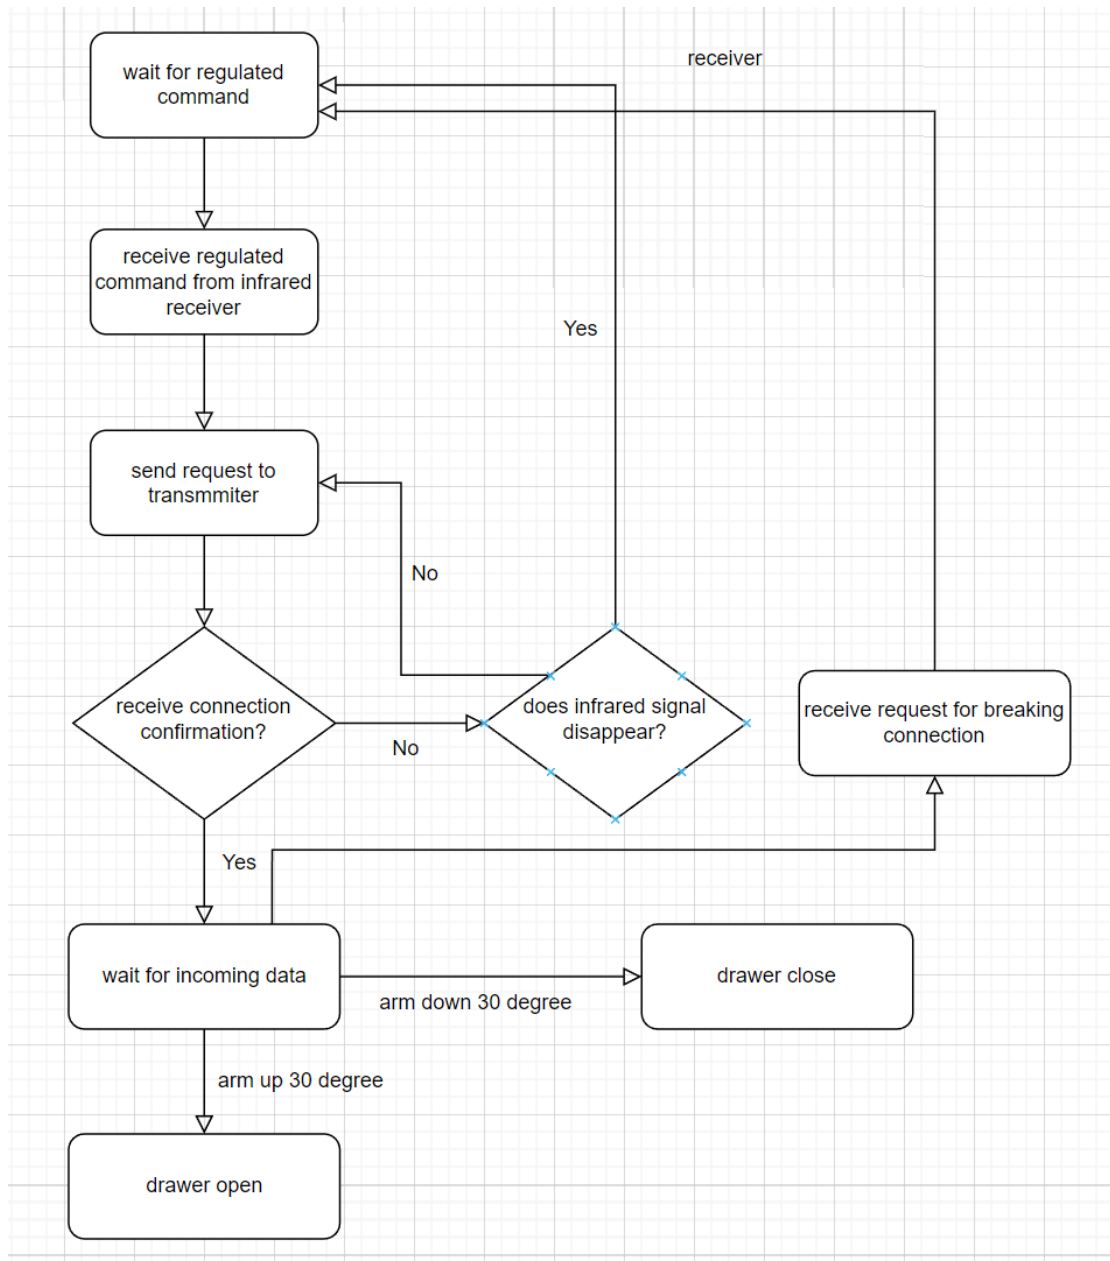 receiver
wait for regulated
command
receive regulated
command from infrared
receiver
Yes
send request to
transmmiter
No
receive connection
confirmation?
No
does infrared signal
disappear?
receive request for breaking
connection
Yes
wait for incoming data
arm down 30 degree
drawer close
arm up 30 degree
drawer open